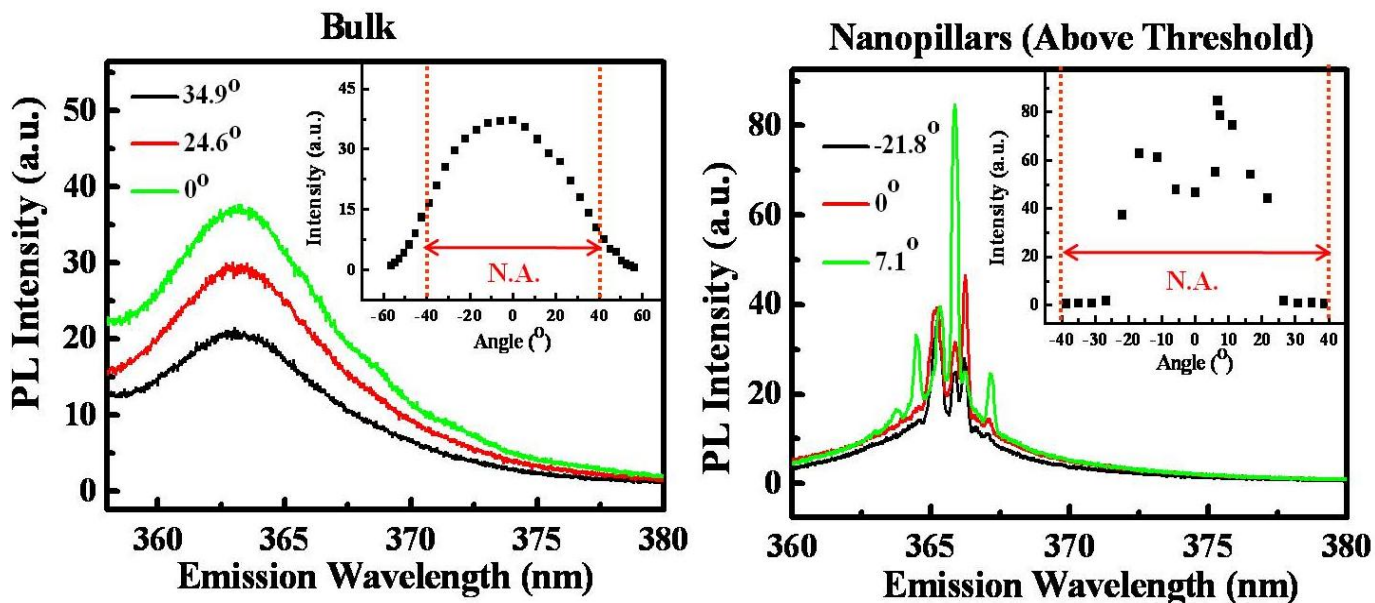 Bulk
PL Intensity (a.u.)
50
40
30
20
10
0
34.9°
24.6°
0°
Intensity (a.u.)
45
30
15
0
N.A.
-60 -40 -20 0 20 40 60
Angle (°)
360 365 370 375 380
Emission Wavelength (nm)
Nanopillars (Above Threshold)
PL Intensity (a.u.)
80
60
40
20
0
-21.8°
0°
7.1°
Intensity (a.u.)
80
60
40
20
0
N.A.
-40 -30 -20 -10 0 10 20 30 40
Angle (°)
360 365 370 375 380
Emission Wavelength (nm)